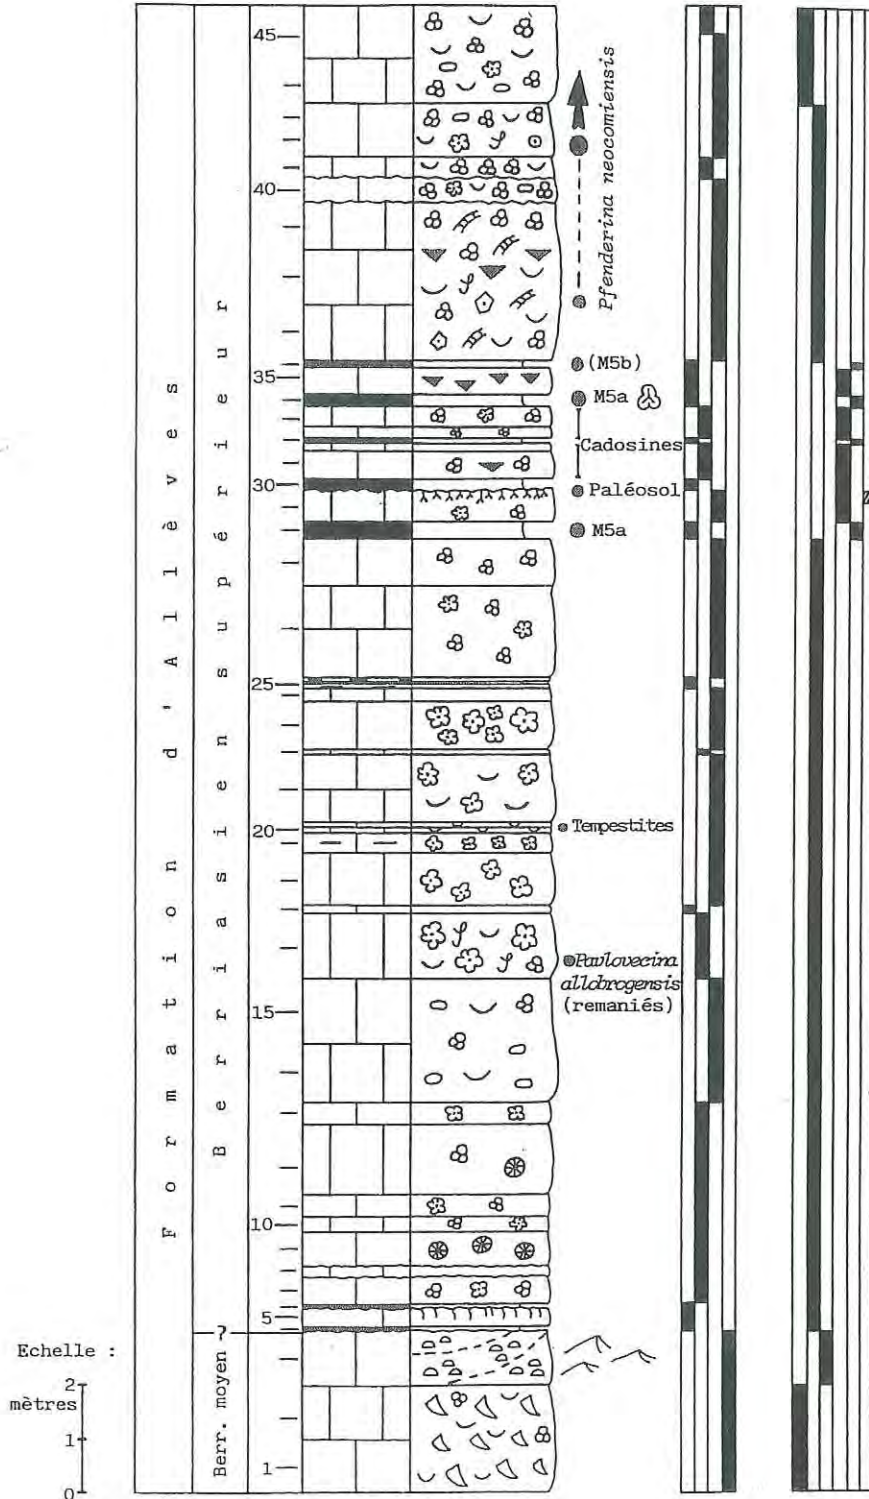 Formation d'Allèves
Berriasien supérieur
Berr. moyen
?
45
40
35
30
25
20
15
10
5
1
Pfenderina neocomiensis
(M5b)
M5a
Cadosines
Paléosol
M5a
Tempestites
Pavlovecina
allobrogensis
(remaniés)
Echelle :
2
mètres
1
0